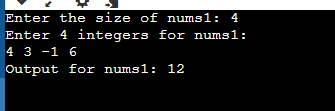 Enter the size of nums1: 4
Enter 4 integers for nums1:
4 3 -1 6
Output for nums1: 12